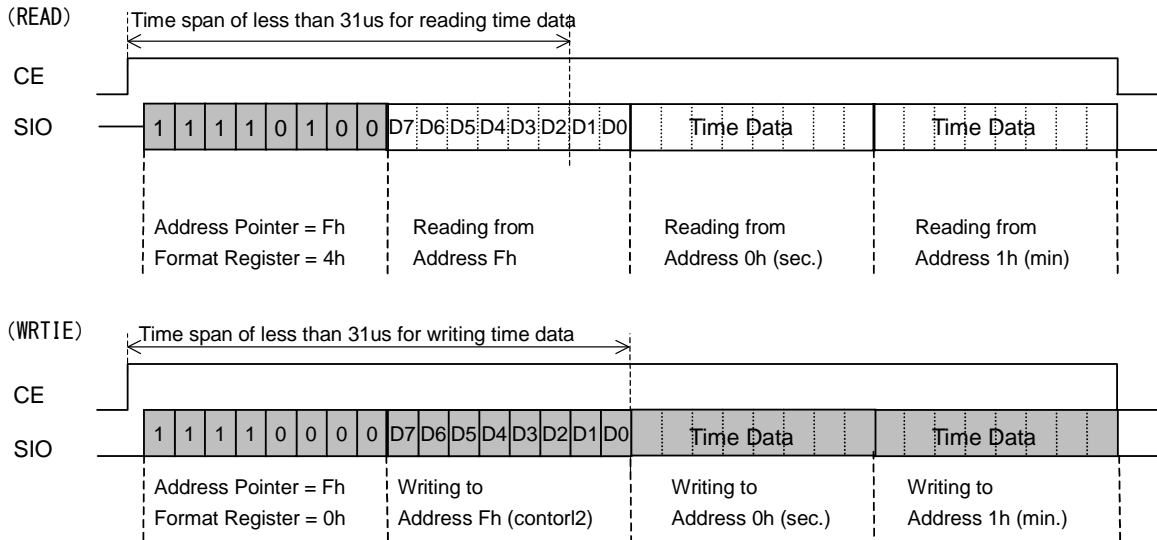 (READ)
Time span of less than 31us for reading time data
CE
SIO
1 1 1 1 0 1 0 0 D7 D6 D5 D4 D3 D2 D1 D0 Time Data Time Data
Address Pointer = Fh
Format Register = 4h
Reading from
Address Fh
Reading from
Address 0h (sec.)
Reading from
Address 1h (min)
(WRTIE)
Time span of less than 31us for writing time data
CE
SIO
1 1 1 1 0 0 0 0 D7 D6 D5 D4 D3 D2 D1 D0 Time Data Time Data
Address Pointer = Fh
Format Register = 0h
Writing to
Address Fh (contorl2)
Writing to
Address 0h (sec.)
Writing to
Address 1h (min.)